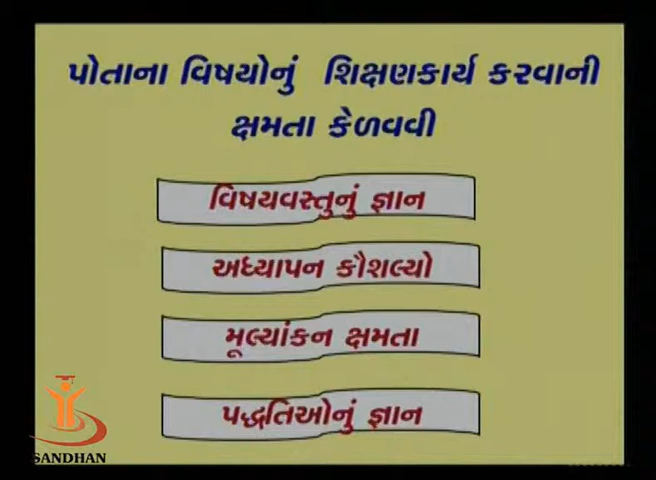 પોતાના વિષયોનું શિક્ષણકાર્ય કરવાની
ક્ષમતા કેળવવી
વિષયવસ્તુનું જ્ઞાન
અધ્યાપન કૌશલ્યો
મૂલ્યાંકન ક્ષમતા
પદ્ધતિઓનું જ્ઞાન
SANDHAN